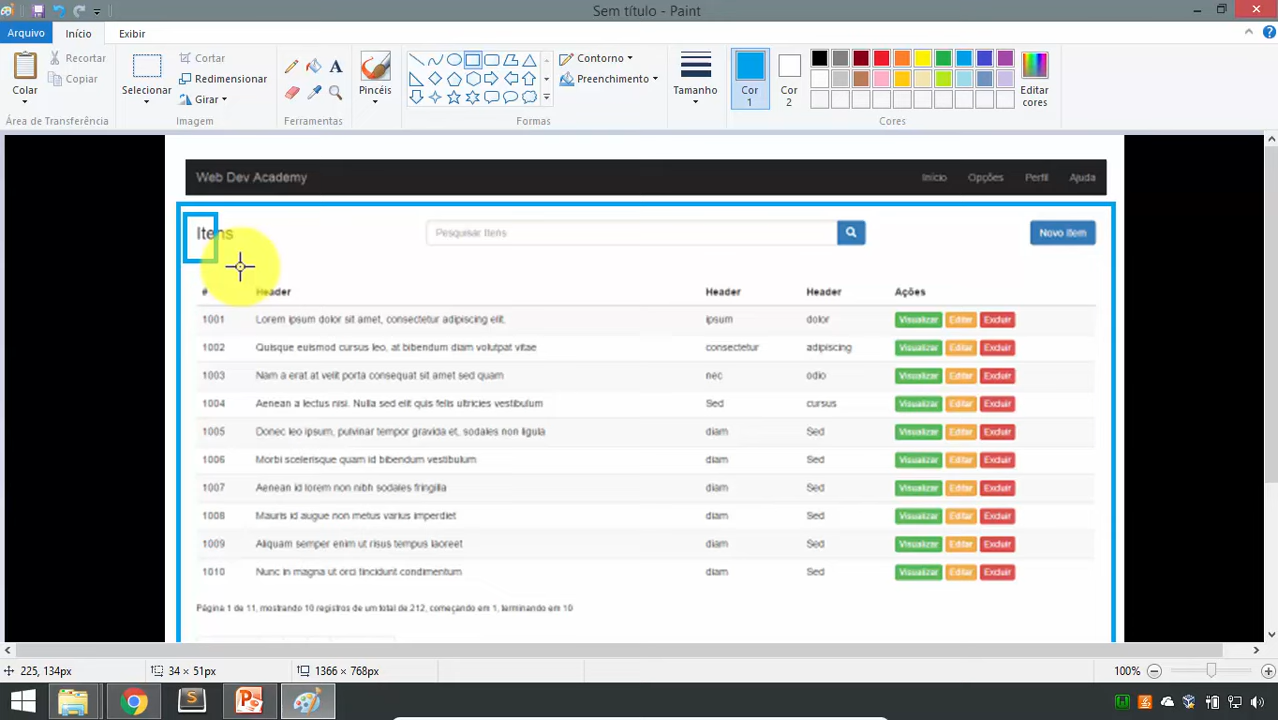 Sem título - Paint
Arquivo Início Exibir
Colar Recortar Copiar
Selecionar Cortar Redimensionar Girar
Pincéis
Contorno Preenchimento
Tamanho
Cor 1 Cor 2
Editar cores
Área de Transferência Imagem Ferramentas Formas Cores
Web Dev Academy Início Opções Perfil Ajuda
Itens Pesquisar Itens Novo Item
# Header Header Header Ações
1001 Lorem ipsum dolor sit amet, consectetur adipiscing elit. ipsum dolor Visualizar Editar Excluir
1002 Quisque euismod cursus leo, at bibendum diam volutpat vitae consectetur adipiscing Visualizar Editar Excluir
1003 Nam a erat at velit porta consequat sit amet sed quam nec odio Visualizar Editar Excluir
1004 Aenean a lectus nisi. Nulla sed elit quis felis ultricies vestibulum Sed cursus Visualizar Editar Excluir
1005 Donec leo ipsum, pulvinar tempor gravida et, sodales non ligula diam Sed Visualizar Editar Excluir
1006 Morbi scelerisque quam id bibendum vestibulum diam Sed Visualizar Editar Excluir
1007 Aenean id lorem non nibh sodales fringilla diam Sed Visualizar Editar Excluir
1008 Mauris id augue non metus varius imperdiet diam Sed Visualizar Editar Excluir
1009 Aliquam semper enim ut risus tempus laoreet diam Sed Visualizar Editar Excluir
1010 Nunc in magna ut orci tincidunt condimentum diam Sed Visualizar Editar Excluir
Página 1 de 11, mostrando 10 registros de um total de 212, começando em 1, terminando em 10
225, 134px 34 × 51px 1366 × 768px 100%